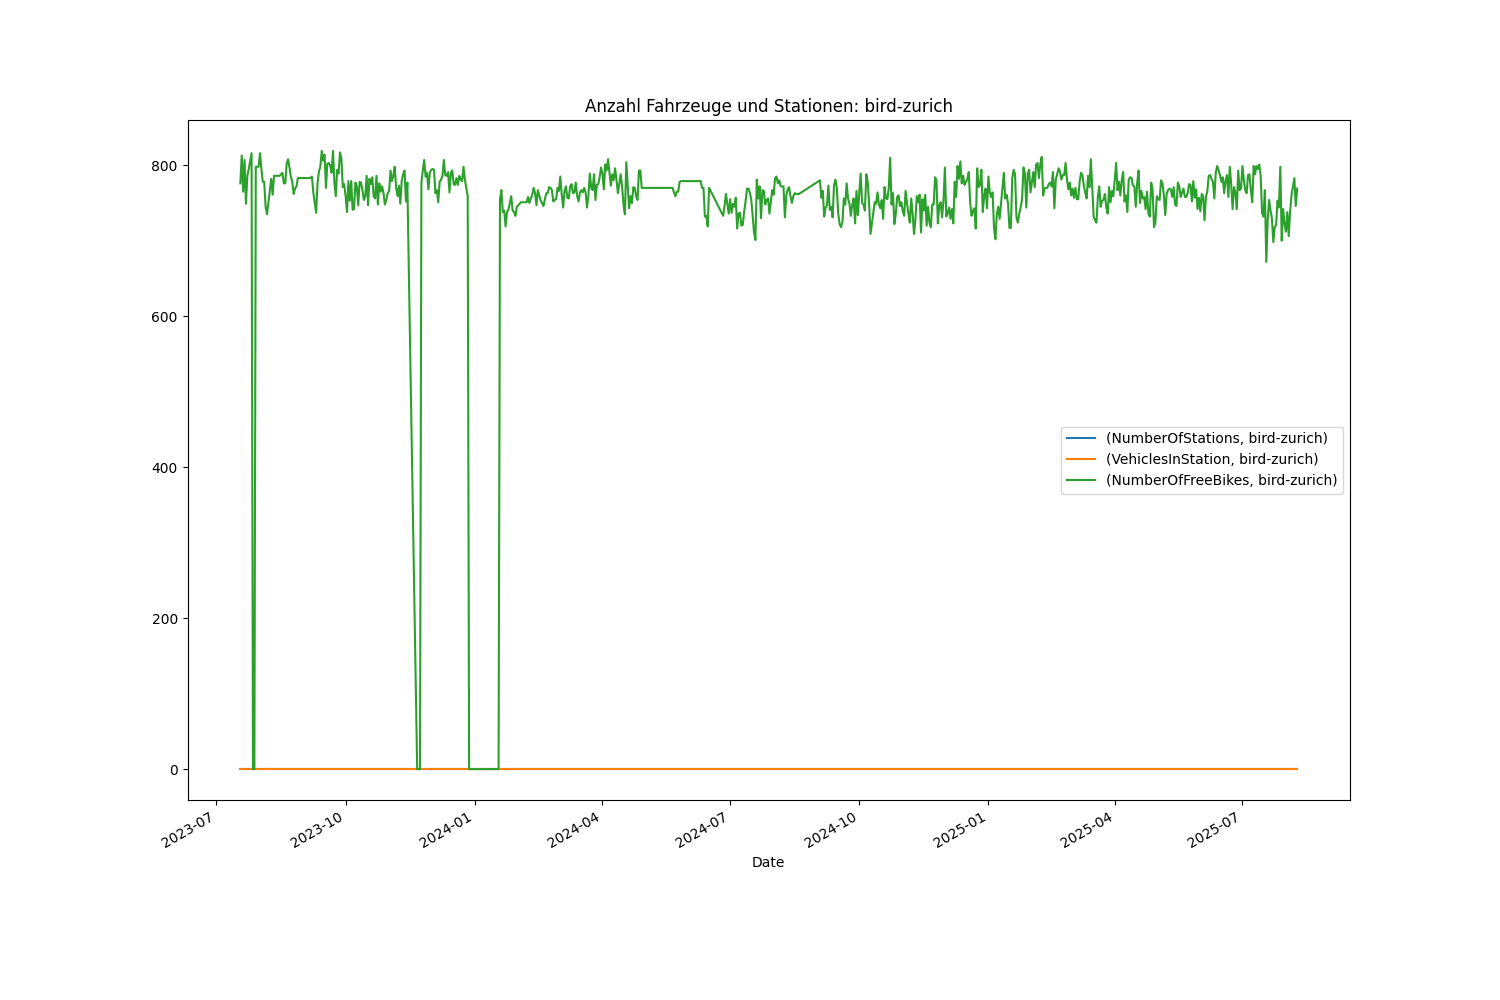 Anzahl Fahrzeuge und Stationen: bird-zurich
800
600
400
200
0
(NumberOfStations, bird-zurich)
(VehiclesInStation, bird-zurich)
(NumberOfFreeBikes, bird-zurich)
2023-07
2023-10
2024-01
2024-04
2024-07
2024-10
2025-01
2025-04
2025-07
Date